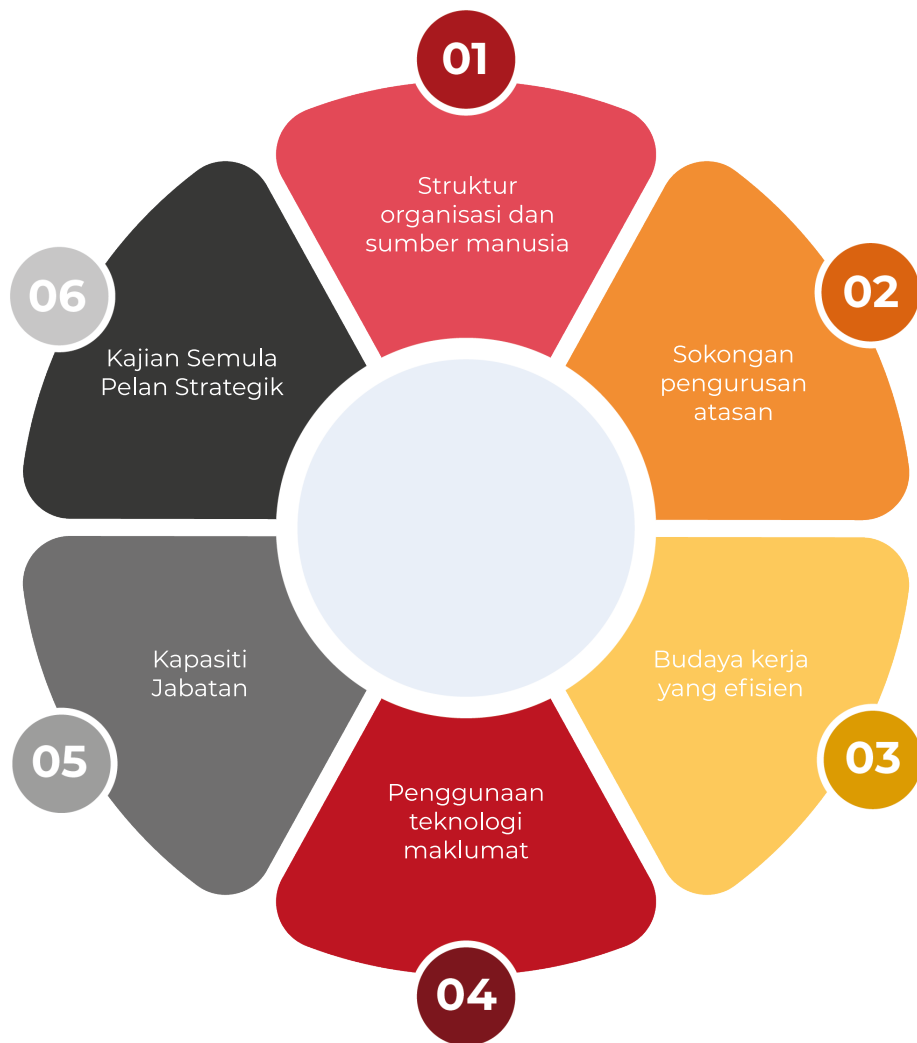 01
Struktur
organisasi dan
sumber manusia
02
Sokongan
pengurusan
atasan
03
Budaya kerja
yang efisien
04
Penggunaan
teknologi
maklumat
05
Kapasiti
Jabatan
06
Kajian Semula
Pelan Strategik